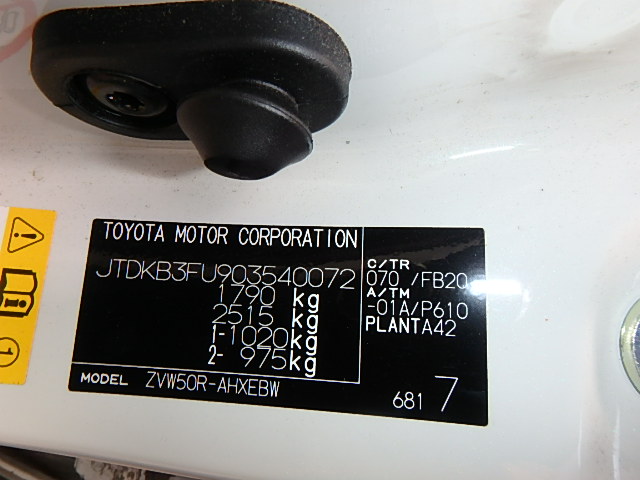 TOYOTA MOTOR CORPORATION
JTDKB3FU903540072
1790 kg
2515 kg
1-1020kg
2- 975kg
C/TR
070 /FB20
A/TM
-01A/P610
PLANTA42
MODEL ZVW50R-AHXEBW
681 7
1